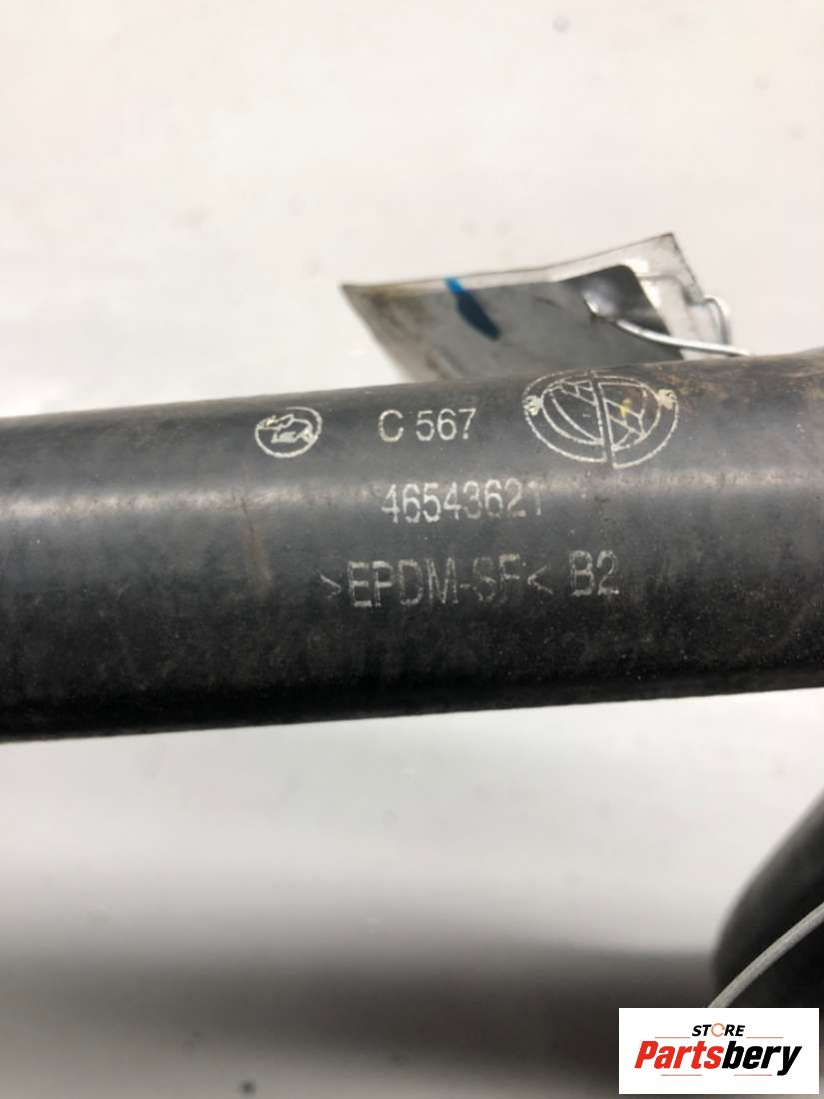 C 567
46543621
>EPDM-SF< B2
STORE
Partsbery